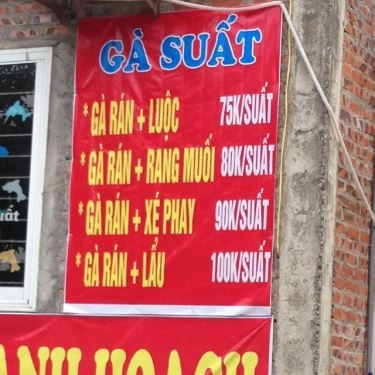 GÀ SUẤT
* GÀ RÁN + LUỘC 75K/SUẤT
* GÀ RÁN + RANG MUỐI 80K/SUẤT
* GÀ RÁN + XÉ PHAY 90K/SUẤT
* GÀ RÁN + LẨU 100K/SUẤT